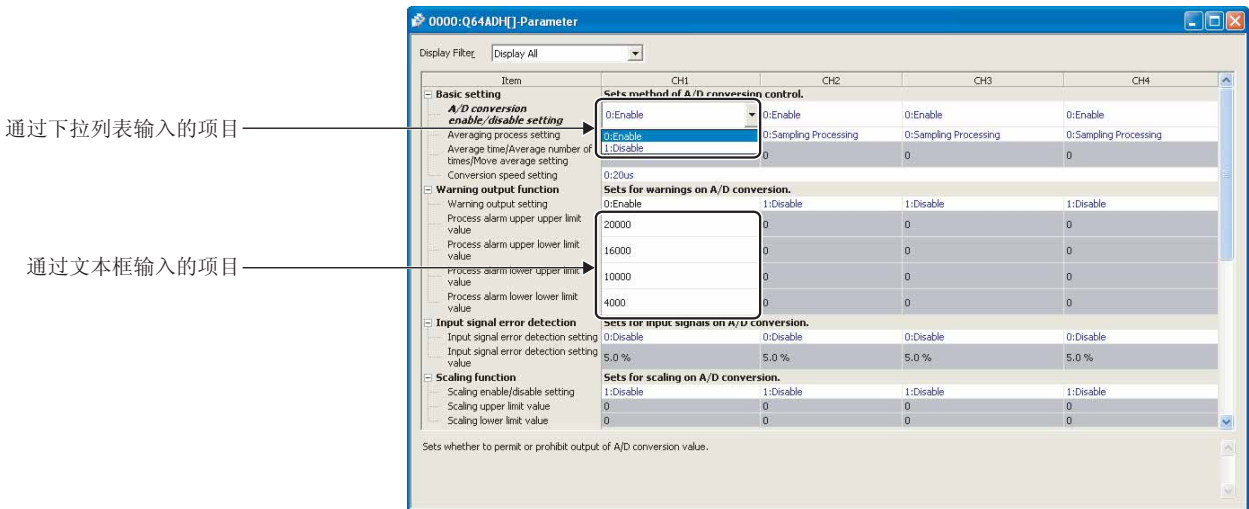 0000:Q64ADH[]-Parameter
Display Filter Display All
Item CH1 CH2 CH3 CH4
Basic setting Sets method of A/D conversion control.
A/D conversion enable/disable setting 0:Enable 0:Enable 0:Enable 0:Enable
通过下拉列表输入的项目
0:Enable
1:Disable
Averaging process setting 0:Sampling Processing 0:Sampling Processing 0:Sampling Processing
Average time/Average number of times/Move average setting 0 0 0
Conversion speed setting 0:20us
Warning output function Sets for warnings on A/D conversion.
Warning output setting 0:Enable 1:Disable 1:Disable 1:Disable
Process alarm upper upper limit value 20000 0 0 0
Process alarm upper lower limit value 16000 0 0 0
通过文本框输入的项目
Process alarm lower upper limit value 10000 0 0 0
Process alarm lower lower limit value 4000 0 0 0
Input signal error detection Sets for input signals on A/D conversion.
Input signal error detection setting 0:Disable 0:Disable 0:Disable 0:Disable
Input signal error detection setting value 5.0 % 5.0 % 5.0 % 5.0 %
Scaling function Sets for scaling on A/D conversion.
Scaling enable/disable setting 1:Disable 1:Disable 1:Disable 1:Disable
Scaling upper limit value 0 0 0 0
Scaling lower limit value 0 0 0 0
Sets whether to permit or prohibit output of A/D conversion value.